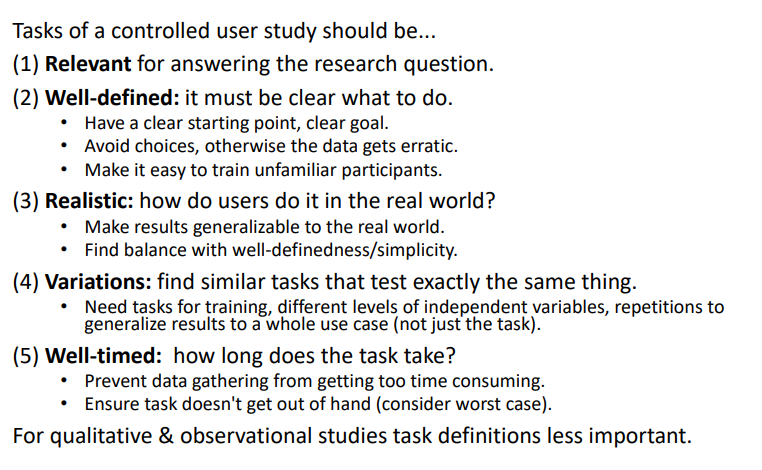 Tasks of a controlled user study should be...
(1) Relevant for answering the research question.
(2) Well-defined: it must be clear what to do.
• Have a clear starting point, clear goal.
• Avoid choices, otherwise the data gets erratic.
• Make it easy to train unfamiliar participants.
(3) Realistic: how do users do it in the real world?
• Make results generalizable to the real world.
• Find balance with well-definedness/simplicity.
(4) Variations: find similar tasks that test exactly the same thing.
• Need tasks for training, different levels of independent variables, repetitions to
generalize results to a whole use case (not just the task).
(5) Well-timed: how long does the task take?
• Prevent data gathering from getting too time consuming.
• Ensure task doesn't get out of hand (consider worst case).
For qualitative & observational studies task definitions less important.